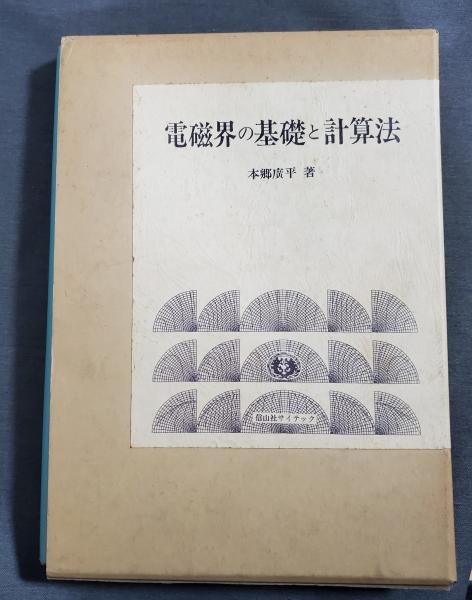 電磁界の基礎と計算法
本郷廣平 著
信山社サイテック